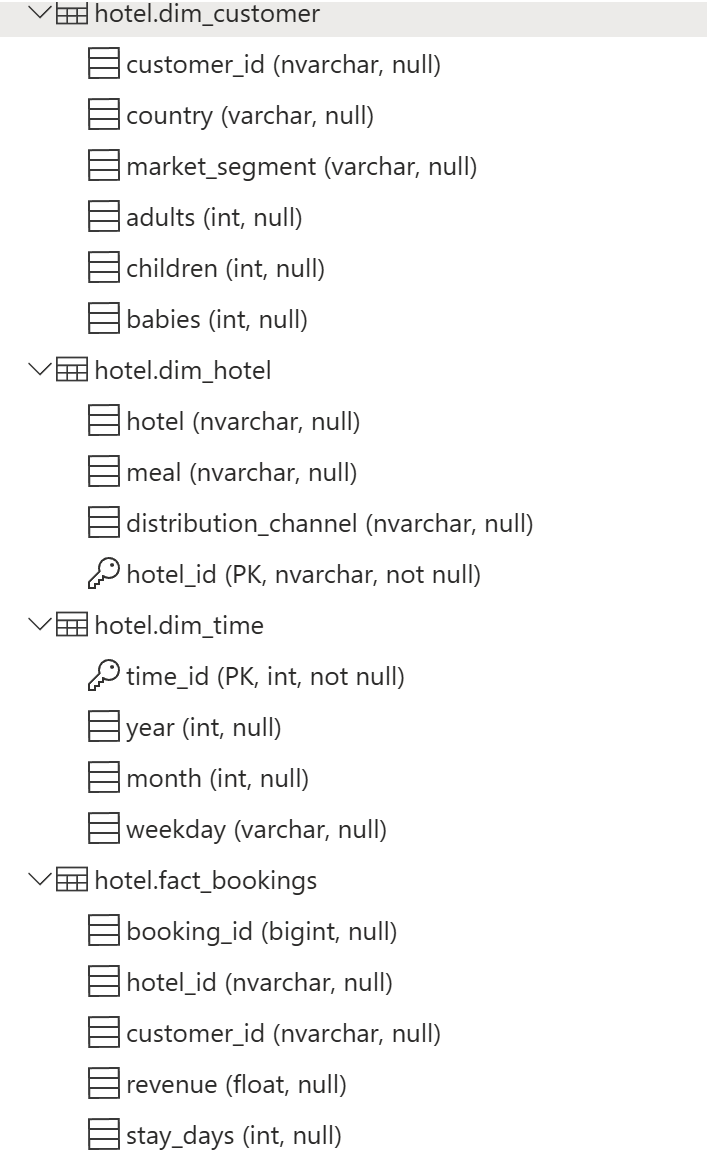 hotel.dim_customer
customer_id (nvarchar, null)
country (varchar, null)
market_segment (varchar, null)
adults (int, null)
children (int, null)
babies (int, null)
hotel.dim_hotel
hotel (nvarchar, null)
meal (nvarchar, null)
distribution_channel (nvarchar, null)
hotel_id (PK, nvarchar, not null)
hotel.dim_time
time_id (PK, int, not null)
year (int, null)
month (int, null)
weekday (varchar, null)
hotel.fact_bookings
booking_id (bigint, null)
hotel_id (nvarchar, null)
customer_id (nvarchar, null)
revenue (float, null)
stay_days (int, null)